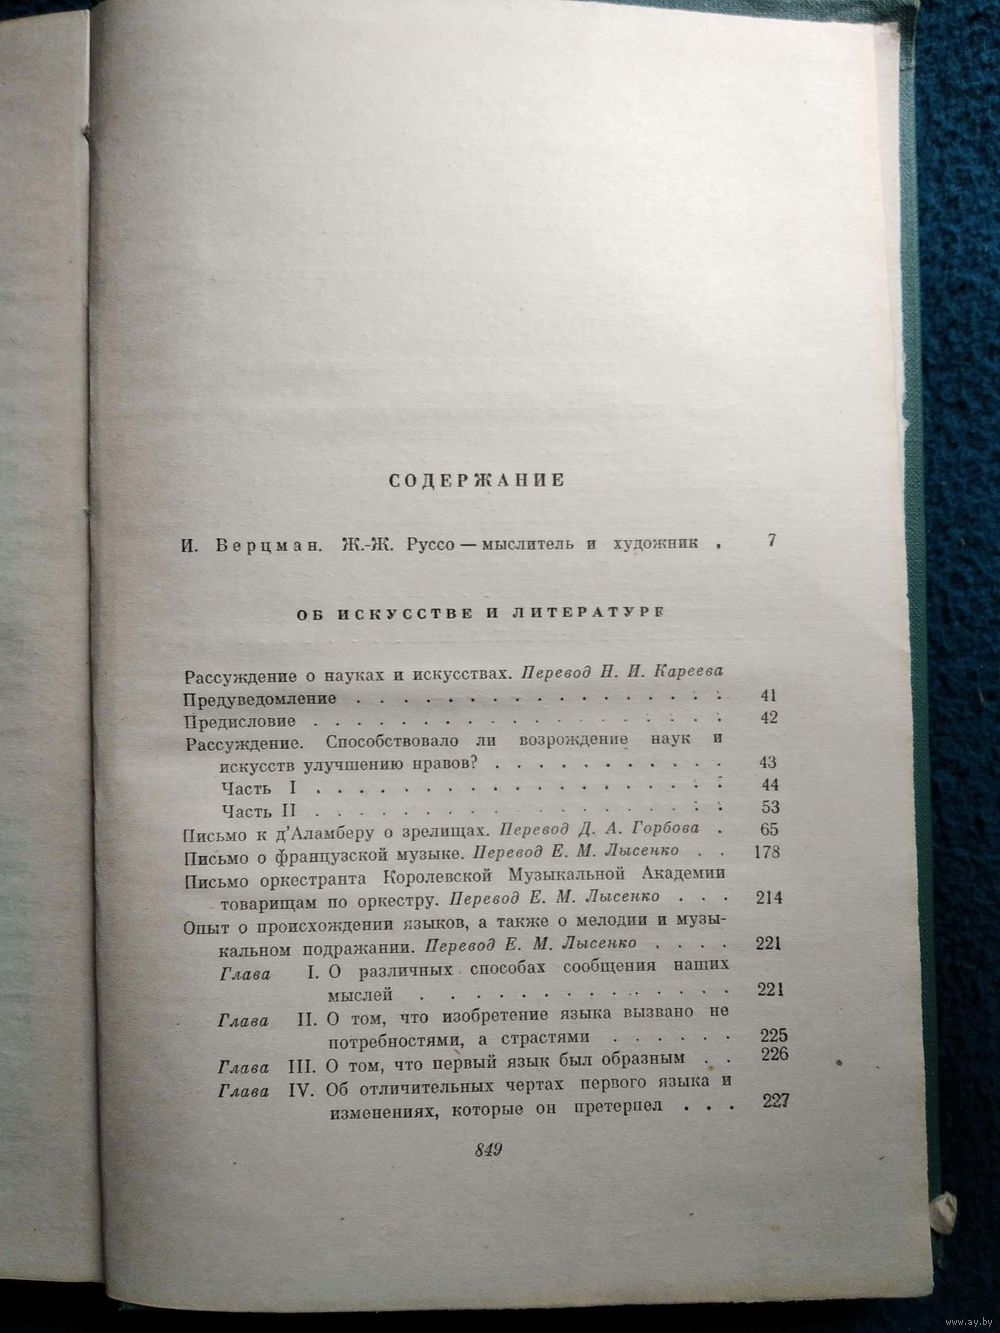 СОДЕРЖАНИЕ
И. Верцман. Ж.-Ж. Руссо — мыслитель и художник . 7
ОБ ИСКУССТВЕ И ЛИТЕРАТУРЕ
Рассуждение о науках и искусствах. Перевод Н. И. Кареева
Предуведомление . . . . . . . . . . . . . . . . 41
Предисловие . . . . . . . . . . . . . . . . 42
Рассуждение. Способствовало ли возрождение наук и
искусств улучшению нравов? . . . . . . . . . . 43
Часть I . . . . . . . . . . . . . . . . 44
Часть II . . . . . . . . . . . . . . . . 53
Письмо к д'Аламберу о зрелищах. Перевод Д. А. Горбова . 65
Письмо о французской музыке. Перевод Е. М. Лысенко . . 178
Письмо оркестранта Королевской Музыкальной Академии
товарищам по оркестру. Перевод Е. М. Лысенко . . . 214
Опыт о происхождении языков, а также о мелодии и музы-
кальном подражании. Перевод Е. М. Лысенко . . . . 221
Глава I. О различных способах сообщения наших
мыслей . . . . . . . . . . . . 221
Глава II. О том, что изобретение языка вызвано не
потребностями, а страстями . . . . . . 225
Глава III. О том, что первый язык был образным . . 226
Глава IV. Об отличительных чертах первого языка и
изменениях, которые он претерпел . . . 227
849
www.ay.by